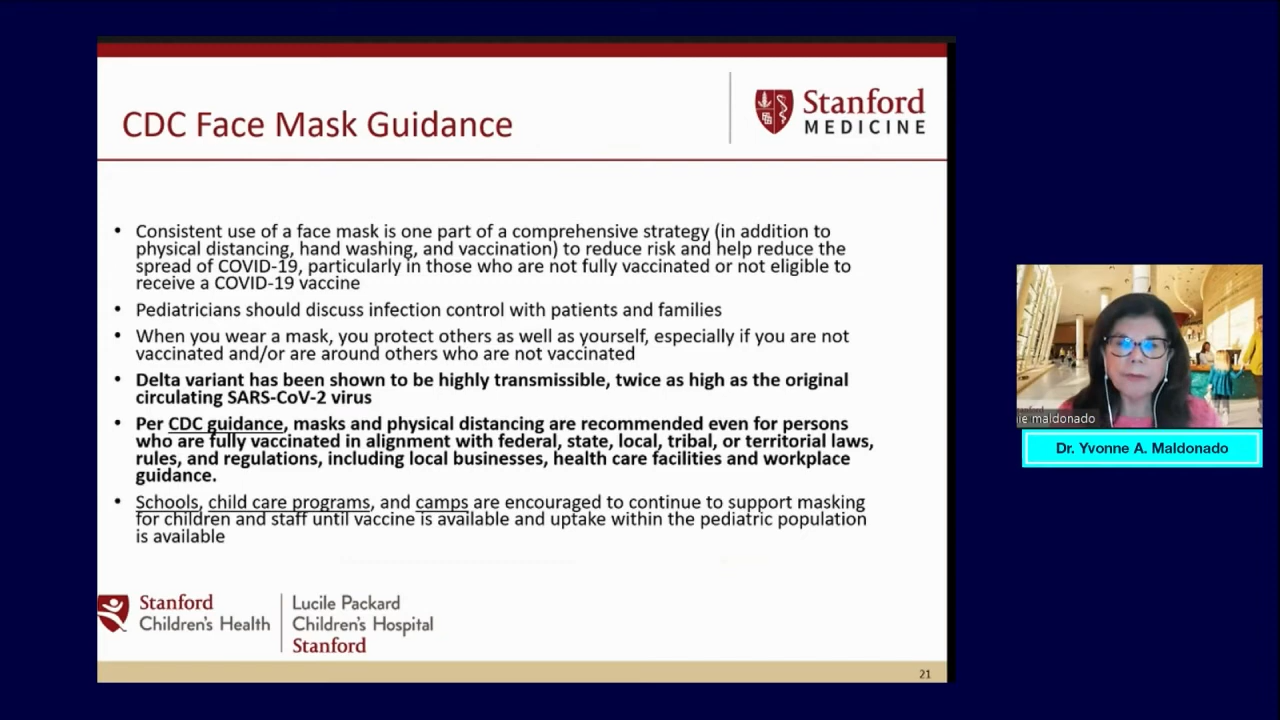 CDC Face Mask Guidance
Stanford
MEDICINE
• Consistent use of a face mask is one part of a comprehensive strategy (in addition to
physical distancing, hand washing, and vaccination) to reduce risk and help reduce the
spread of COVID-19, particularly in those who are not fully vaccinated or not eligible to
receive a COVID-19 vaccine
• Pediatricians should discuss infection control with patients and families
• When you wear a mask, you protect others as well as yourself, especially if you are not
vaccinated and/or are around others who are not vaccinated
• Delta variant has been shown to be highly transmissible, twice as high as the original
circulating SARS-CoV-2 virus
• Per CDC guidance, masks and physical distancing are recommended even for persons
who are fully vaccinated in alignment with federal, state, local, tribal, or territorial laws,
rules, and regulations, including local businesses, health care facilities and workplace
guidance.
• Schools, child care programs, and camps are encouraged to continue to support masking
for children and staff until vaccine is available and uptake within the pediatric population
is available
Stanford
Children's Health
Lucile Packard
Children's Hospital
Stanford
21
ie maldonado
Dr. Yvonne A. Maldonado